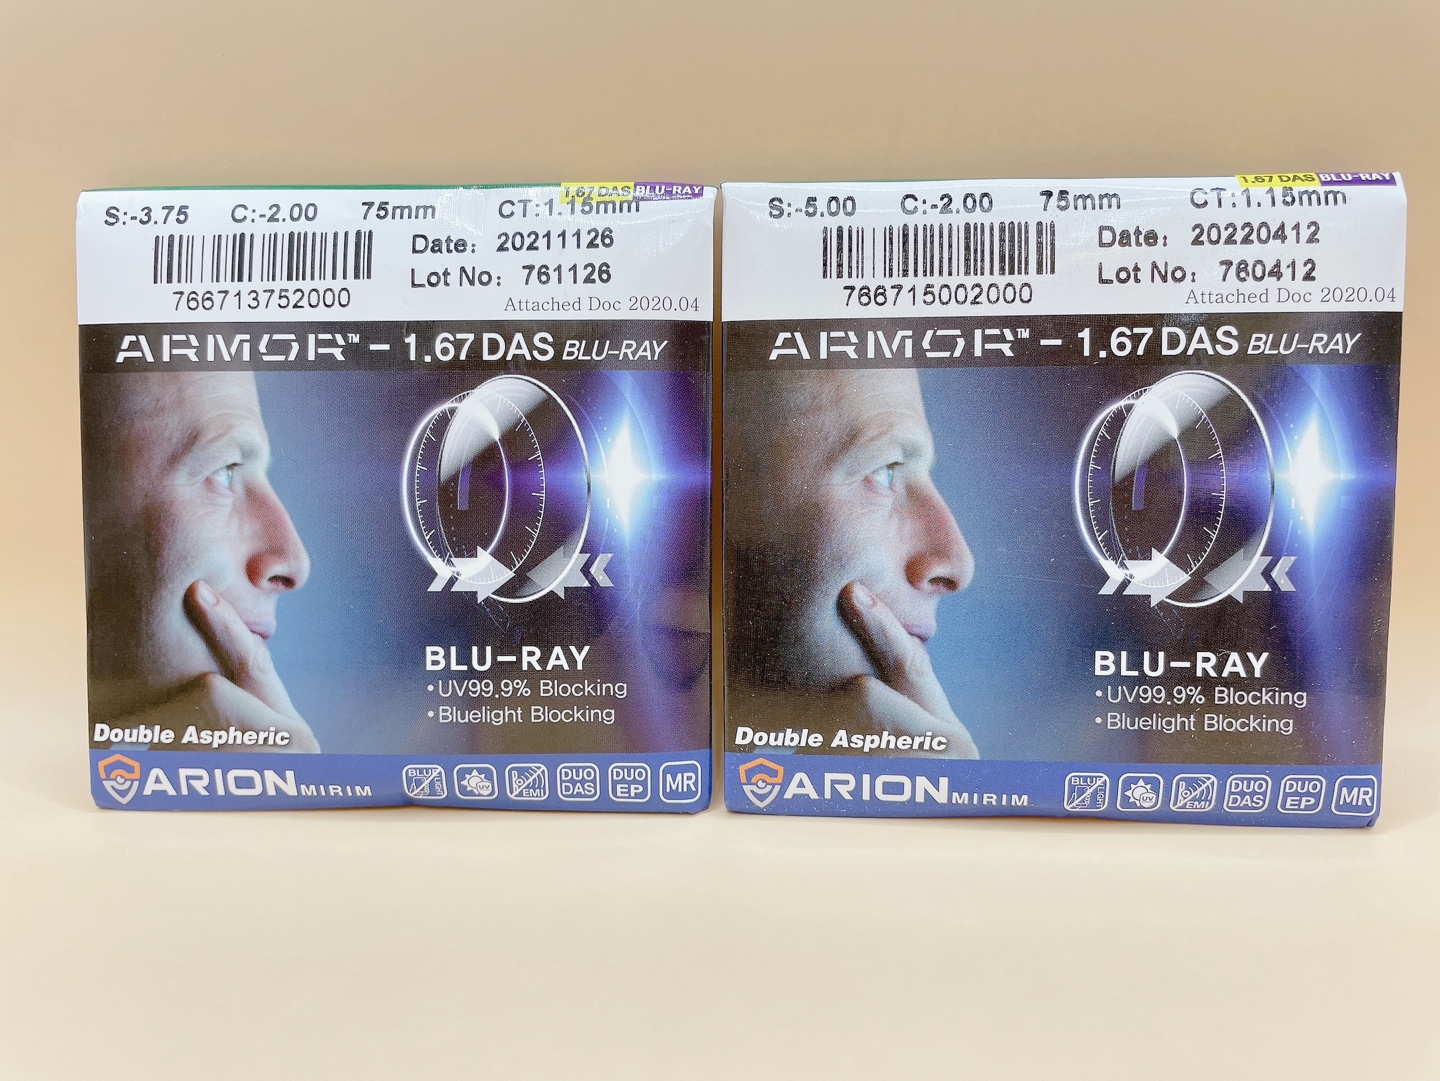 1.67 DAS BLU-RAY
S:-3.75 C:-2.00 75mm CT:1.15mm
Date: 20211126
Lot No: 761126
766713752000
Attached Doc 2020.04
ARMOR™ - 1.67 DAS BLU-RAY
BLU-RAY
•UV99.9% Blocking
•Bluelight Blocking
Double Aspheric
ARION MIRIM
BLUE LIGHT
UV
EMI
DUO DAS
DUO EP
MR
1.67 DAS BLU-RAY
S:-5.00 C:-2.00 75mm CT:1.15mm
Date: 20220412
Lot No: 760412
766715002000
Attached Doc 2020.04
ARMOR™ - 1.67 DAS BLU-RAY
BLU-RAY
•UV99.9% Blocking
•Bluelight Blocking
Double Aspheric
ARION MIRIM
BLUE LIGHT
UV
EMI
DUO DAS
DUO EP
MR